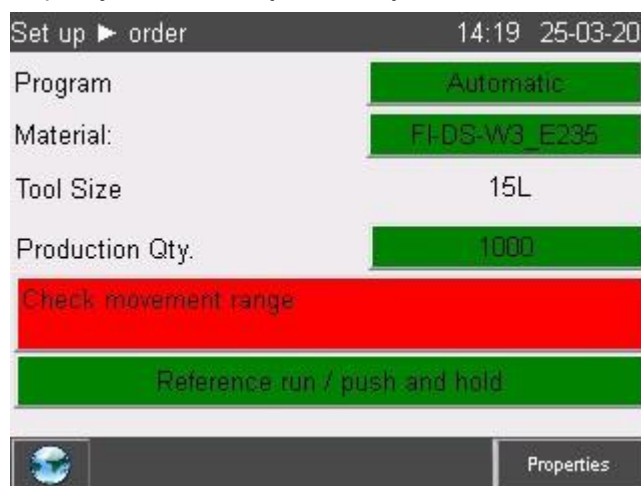 Set up ► order 14:19 25-03-20
Program Automatic
Material: FI-DS-W3_E235
Tool Size 15L
Production Qty. 1000
Check movement range
Reference run / push and hold
Properties